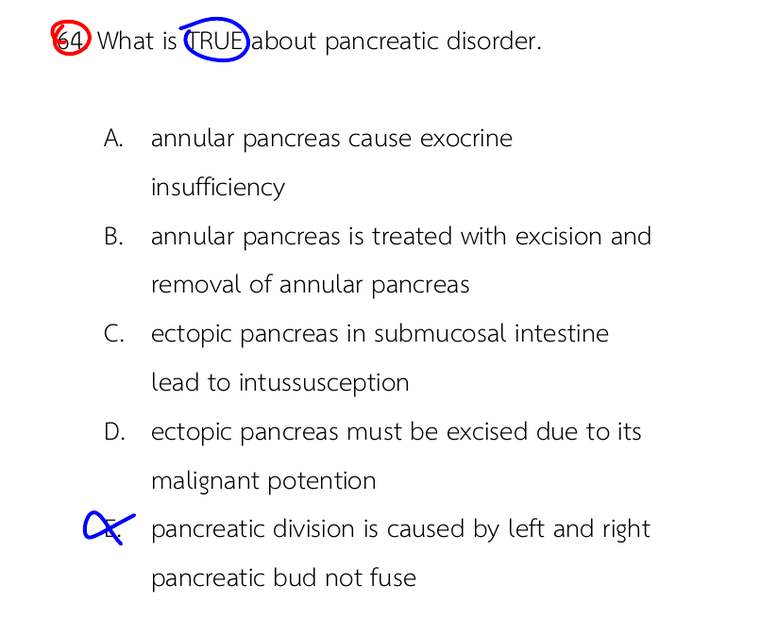 64 What is TRUE about pancreatic disorder.
A. annular pancreas cause exocrine
insufficiency
B. annular pancreas is treated with excision and
removal of annular pancreas
C. ectopic pancreas in submucosal intestine
lead to intussusception
D. ectopic pancreas must be excised due to its
malignant potention
E. pancreatic division is caused by left and right
pancreatic bud not fuse